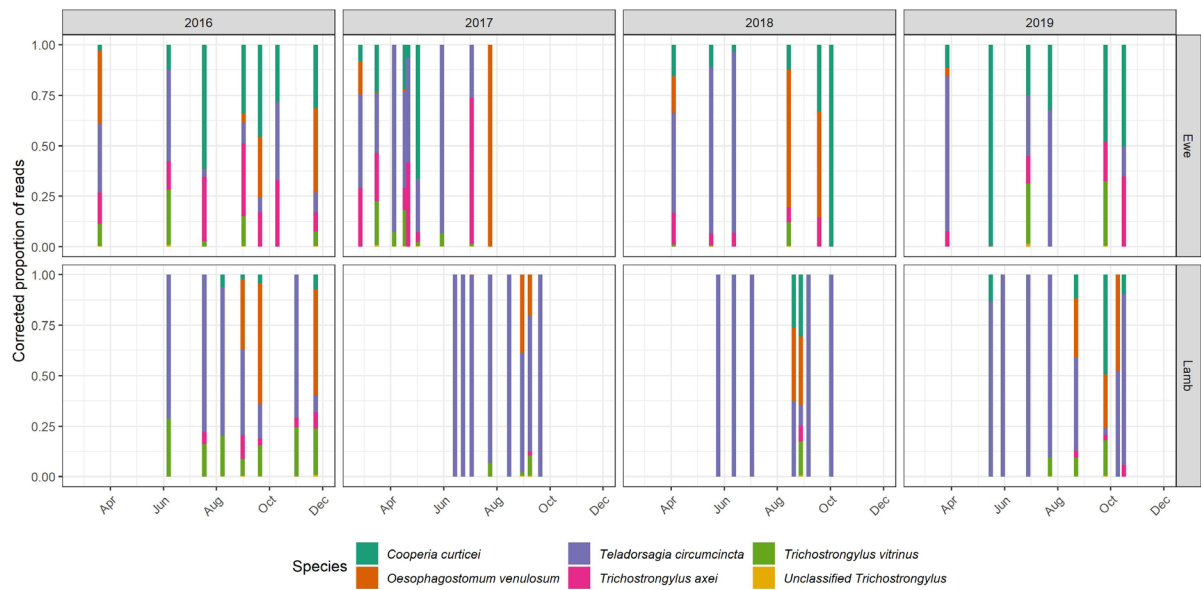 2016 2017 2018 2019
1.00
0.75
0.50
0.25
0.00
Ewe
1.00
0.75
0.50
0.25
0.00
Lamb
Corrected proportion of reads
Apr Jun Aug Oct Dec Apr Jun Aug Oct Dec Apr Jun Aug Oct Dec Apr Jun Aug Oct Dec
Species
Cooperia curticei Teladorsagia circumcincta Trichostrongylus vitrinus
Oesophagostomum venulosum Trichostrongylus axei Unclassified Trichostrongylus